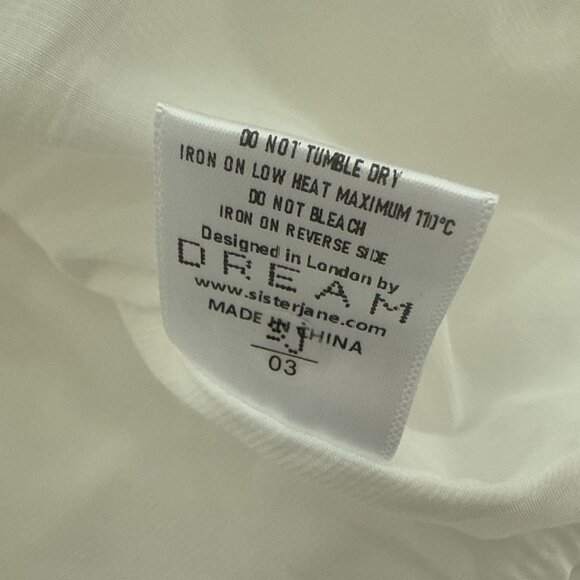 DO NOT TUMBLE DRY
IRON ON LOW HEAT MAXIMUM 110°C
DO NOT BLEACH
IRON ON REVERSE SIDE
Designed in London by
DREAM
www.sisterjane.com
MADE IN CHINA
03